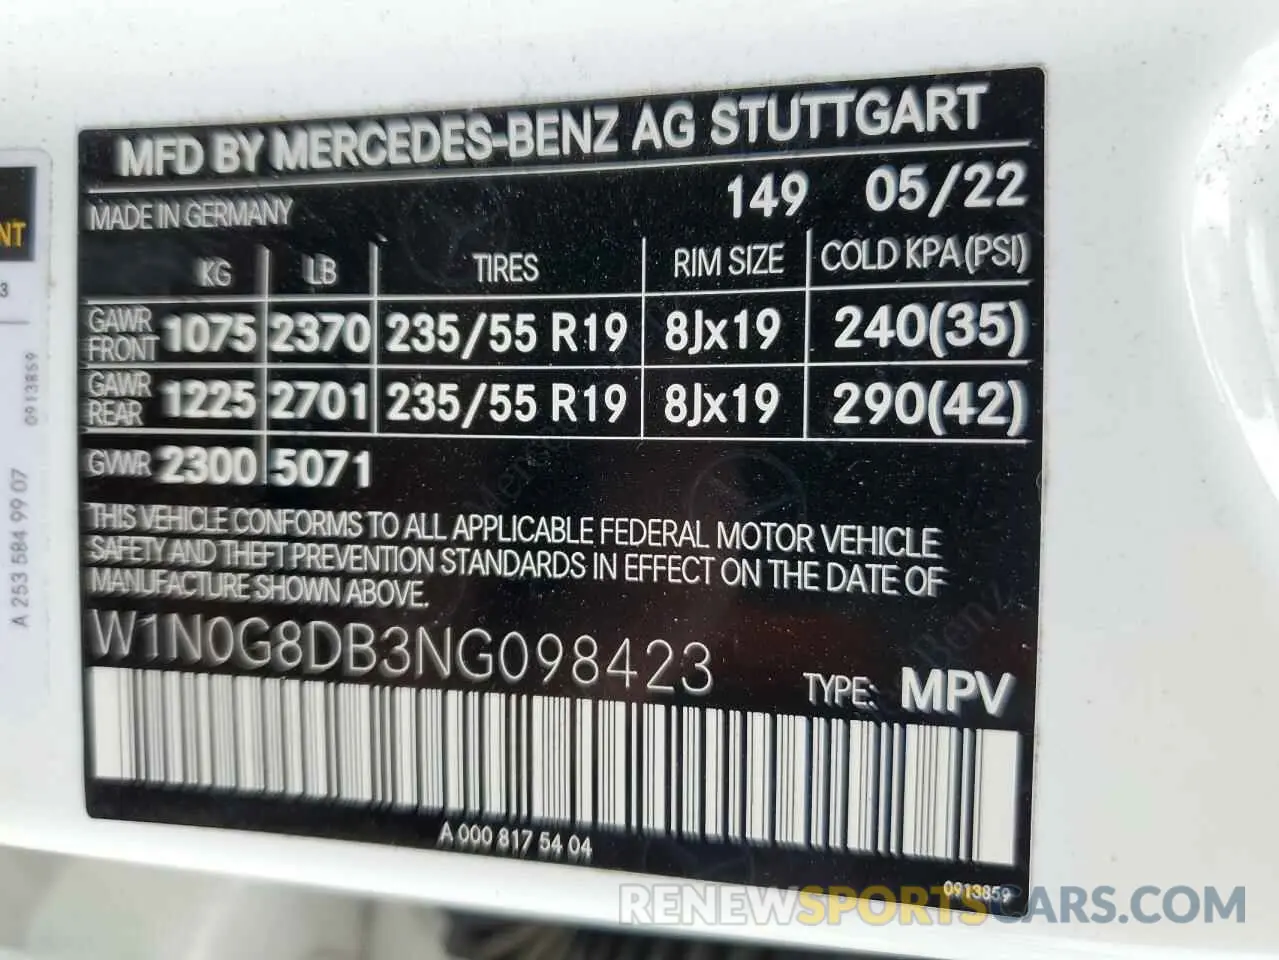 MFD BY MERCEDES-BENZ AG STUTTGART
MADE IN GERMANY 149 05/22
KG LB TIRES RIM SIZE COLD KPA (PSI)
GAWR FRONT 1075 2370 235/55 R19 8Jx19 240(35)
GAWR REAR 1225 2701 235/55 R19 8Jx19 290(42)
GVWR 2300 5071
THIS VEHICLE CONFORMS TO ALL APPLICABLE FEDERAL MOTOR VEHICLE
SAFETY AND THEFT PREVENTION STANDARDS IN EFFECT ON THE DATE OF
MANUFACTURE SHOWN ABOVE.
W1N0G8DB3NG098423
TYPE: MPV
A 000 817 54 04
0913859
NT
3
0913859
A 253 584 99 07
RENEWSPORTSCARS.COM